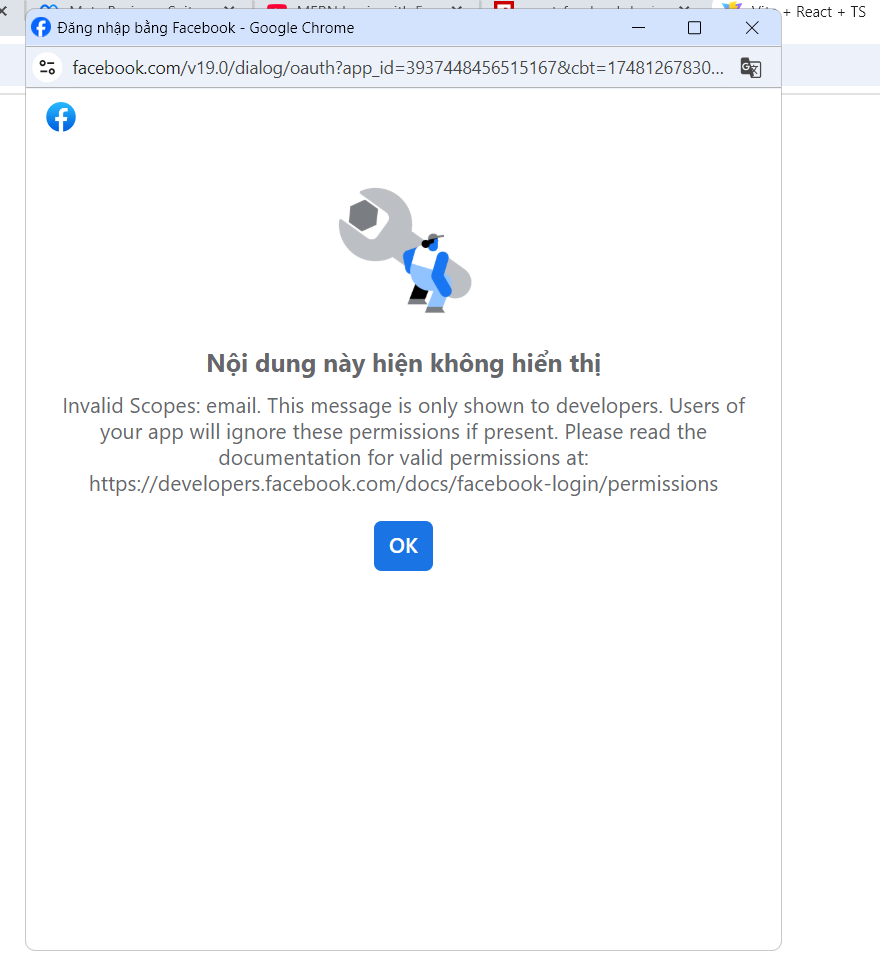 + React + TS
Đăng nhập bằng Facebook - Google Chrome
facebook.com/v19.0/dialog/oauth?app_id=3937448456515167&cbt=17481267830...
Nội dung này hiện không hiển thị
Invalid Scopes: email. This message is only shown to developers. Users of
your app will ignore these permissions if present. Please read the
documentation for valid permissions at:
https://developers.facebook.com/docs/facebook-login/permissions
OK